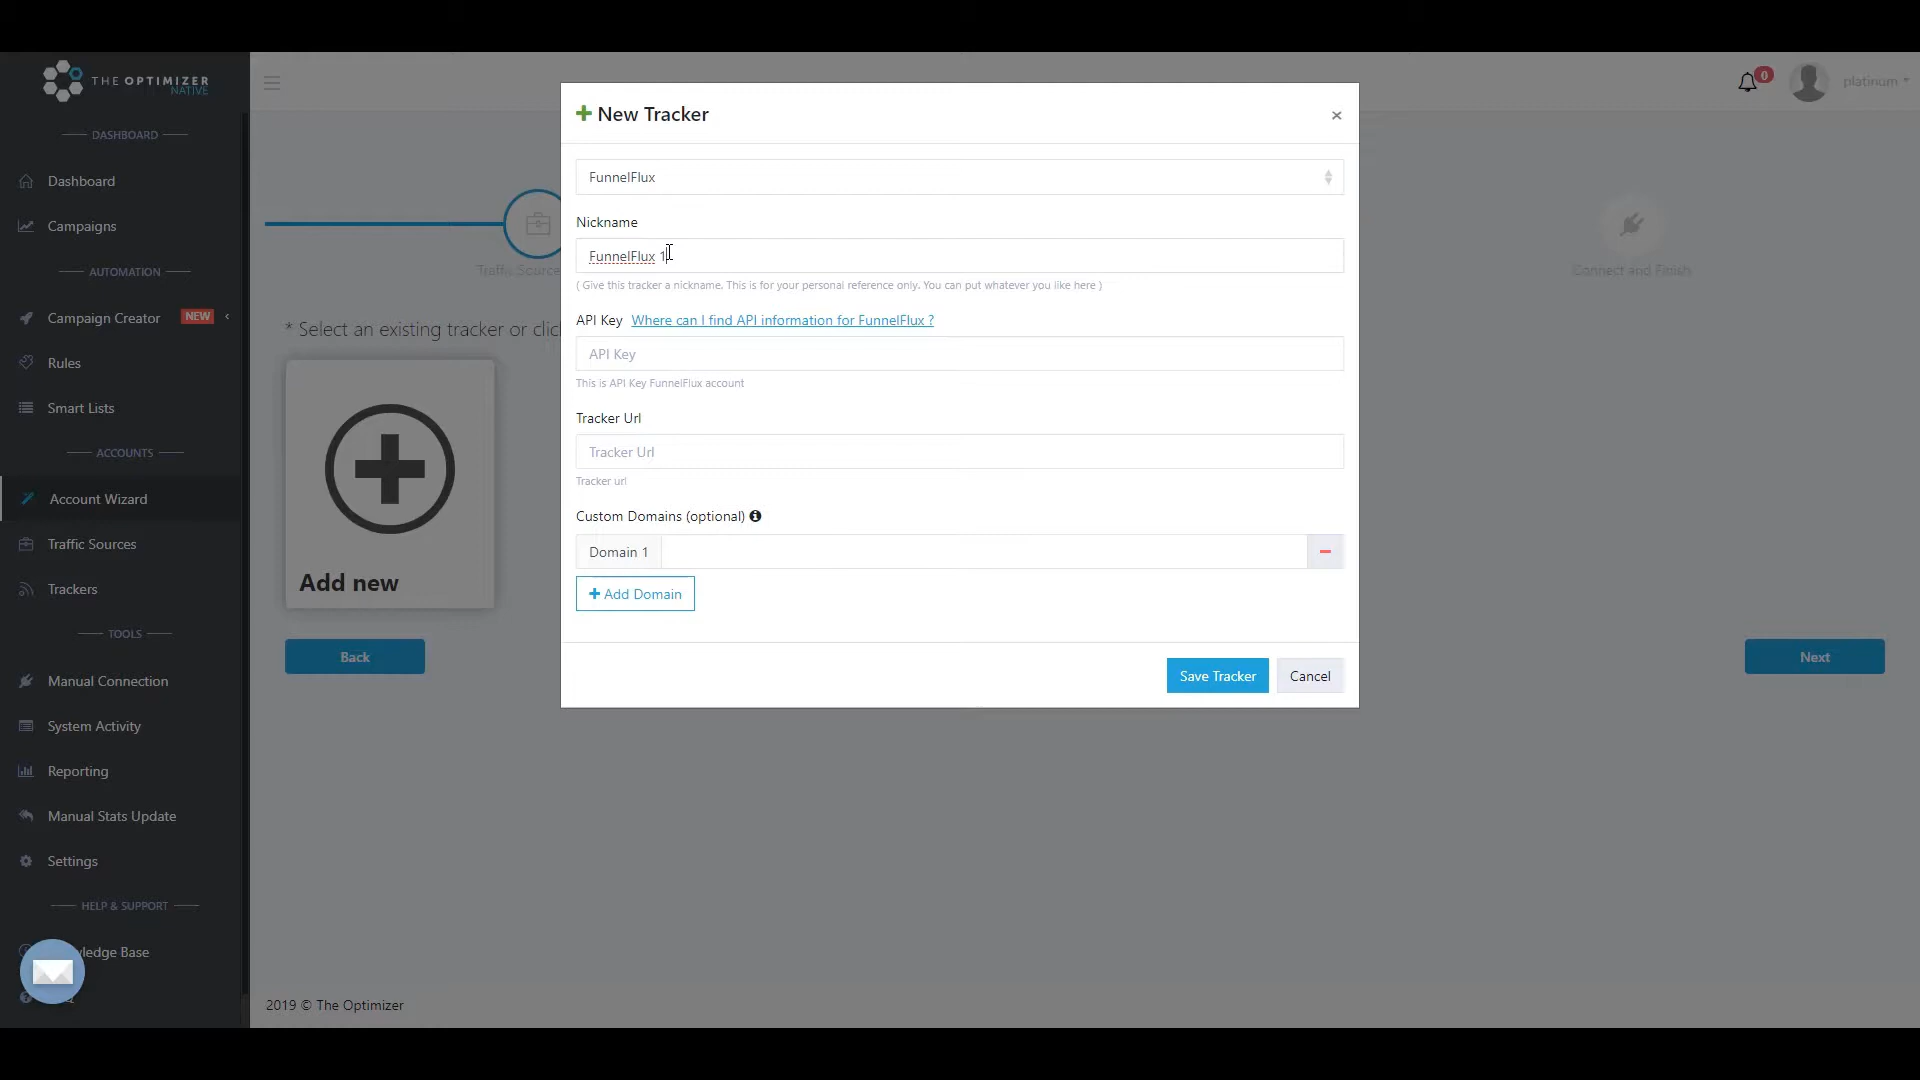 THE OPTIMIZER
NATIVE
DASHBOARD
Dashboard
Campaigns
AUTOMATION
Campaign Creator NEW
Rules
Smart Lists
ACCOUNTS
Account Wizard
Traffic Sources
Trackers
TOOLS
Manual Connection
System Activity
Reporting
Manual Stats Update
Settings
HELP & SUPPORT
ledge Base
0
platinum
Traffic Source
Connect and Finish
* Select an existing tracker or clic
Add new
Back
Next
2019 © The Optimizer
New Tracker
×
FunnelFlux
Nickname
FunnelFlux 1
( Give this tracker a nickname. This is for your personal reference only. You can put whatever you like here )
API Key Where can I find API information for FunnelFlux ?
API Key
This is API Key FunnelFlux account
Tracker Url
Tracker Url
Tracker url
Custom Domains (optional)
Domain 1
Add Domain
Save Tracker
Cancel